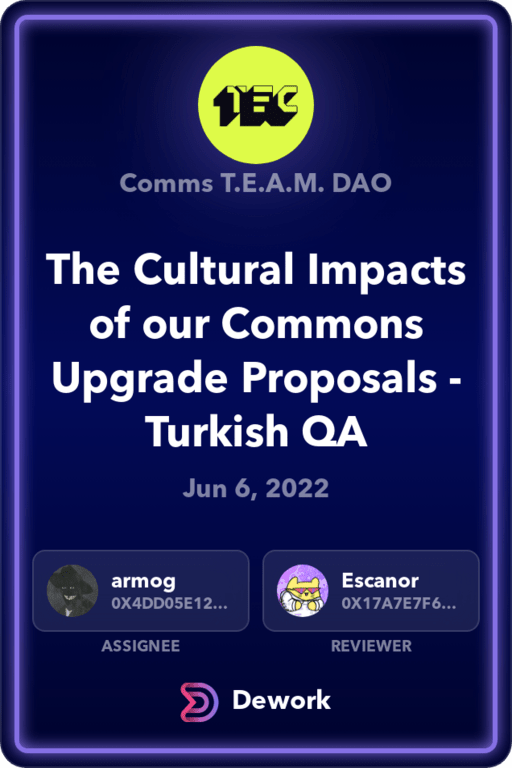 TEC
Comms T.E.A.M. DAO
The Cultural Impacts
of our Commons
Upgrade Proposals -
Turkish QA
Jun 6, 2022
armog
0X4DD05E12...
ASSIGNEE
Escanor
0X17A7E7F6...
REVIEWER
Dework